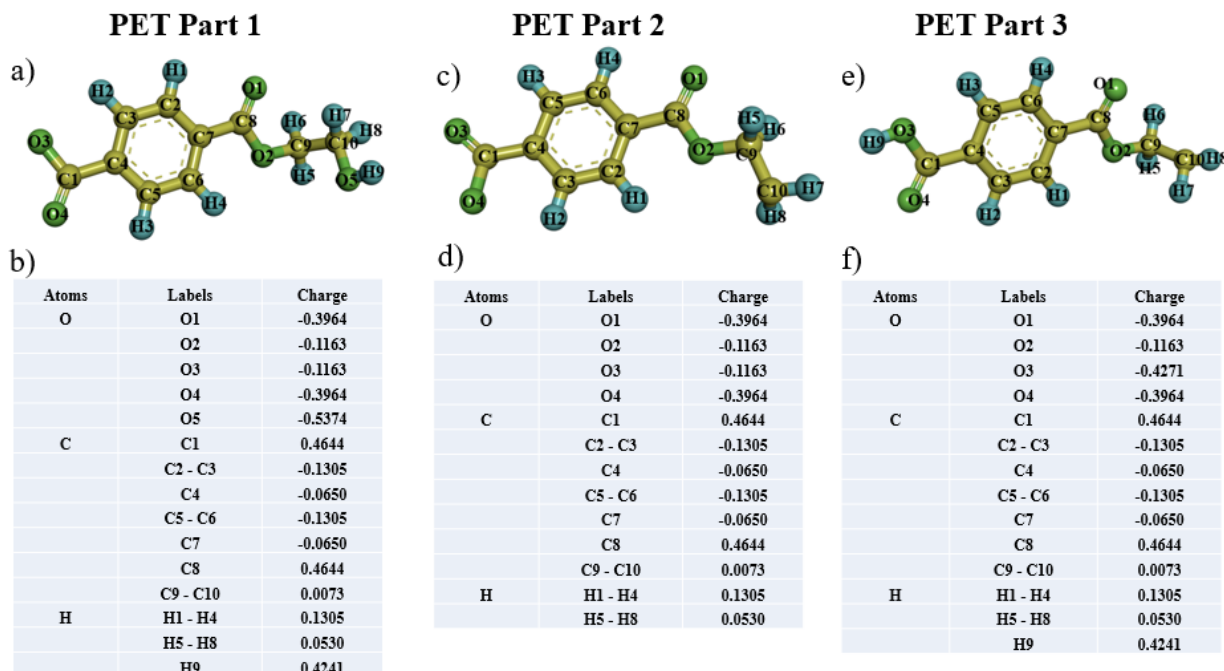 PET Part 1 PET Part 2 PET Part 3
a) c) e)
H1 H2 C2 C3 O1 C7 C8 H6 H7 H8 C9 C10 O3 C4 O2 H5 O5 H9 C1 C5 C6 O4 H4 H3
H4 H3 C6 C5 O1 C7 C8 H5 H6 O3 C4 O2 C9 C1 C2 C3 O4 H1 H2 C10 H7 H8
H4 H3 C6 C5 O1 C7 C8 H6 O3 H9 C4 O2 C9 C10 H8 H5 C1 C2 C3 H7 O4 H1 H2
b) d) f)
Atoms Labels Charge
O O1 -0.3964
O2 -0.1163
O3 -0.1163
O4 -0.3964
O5 -0.5374
C C1 0.4644
C2 - C3 -0.1305
C4 -0.0650
C5 - C6 -0.1305
C7 -0.0650
C8 0.4644
C9 - C10 0.0073
H H1 - H4 0.1305
H5 - H8 0.0530
H9 0.4241
Atoms Labels Charge
O O1 -0.3964
O2 -0.1163
O3 -0.1163
O4 -0.3964
C C1 0.4644
C2 - C3 -0.1305
C4 -0.0650
C5 - C6 -0.1305
C7 -0.0650
C8 0.4644
C9 - C10 0.0073
H H1 - H4 0.1305
H5 - H8 0.0530
Atoms Labels Charge
O O1 -0.3964
O2 -0.1163
O3 -0.4271
O4 -0.3964
C C1 0.4644
C2 - C3 -0.1305
C4 -0.0650
C5 - C6 -0.1305
C7 -0.0650
C8 0.4644
C9 - C10 0.0073
H H1 - H4 0.1305
H5 - H8 0.0530
H9 0.4241